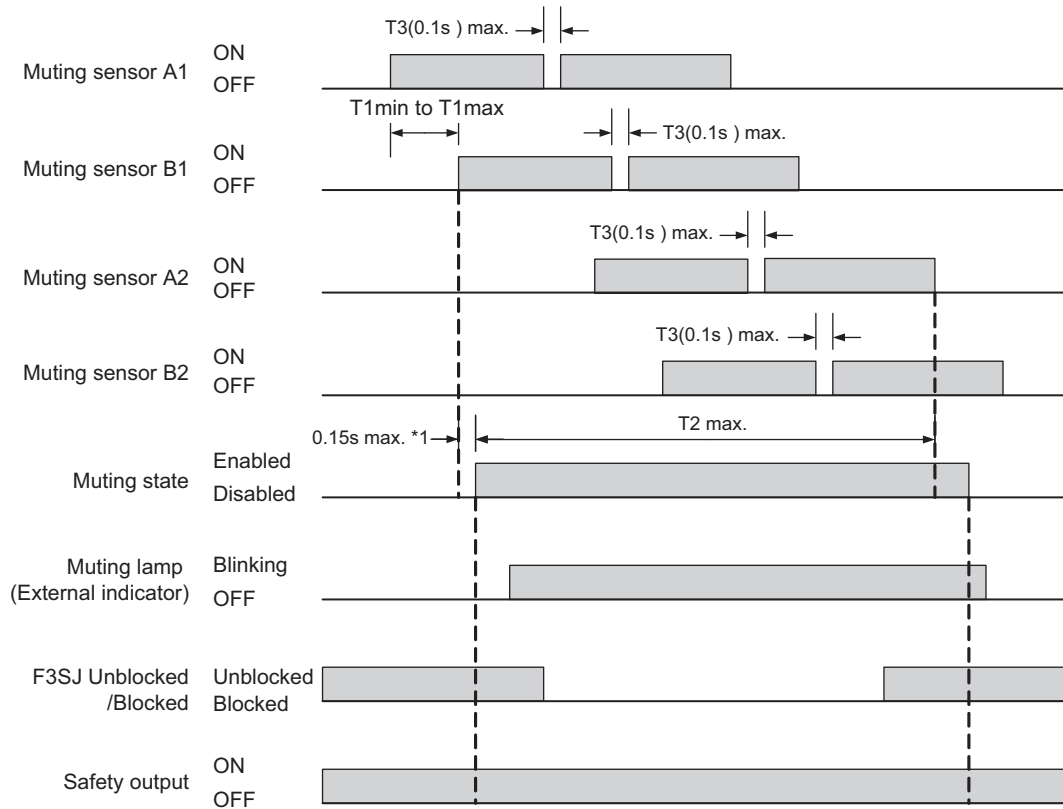 T3(0.1s ) max.
ON
Muting sensor A1
OFF
T1min to T1max
T3(0.1s ) max.
ON
Muting sensor B1
OFF
T3(0.1s ) max.
ON
Muting sensor A2
OFF
T3(0.1s ) max.
ON
Muting sensor B2
OFF
0.15s max. *1
T2 max.
Enabled
Muting state
Disabled
Muting lamp
(External indicator)
Blinking
OFF
F3SJ Unblocked
/Blocked
Unblocked
Blocked
ON
Safety output
OFF